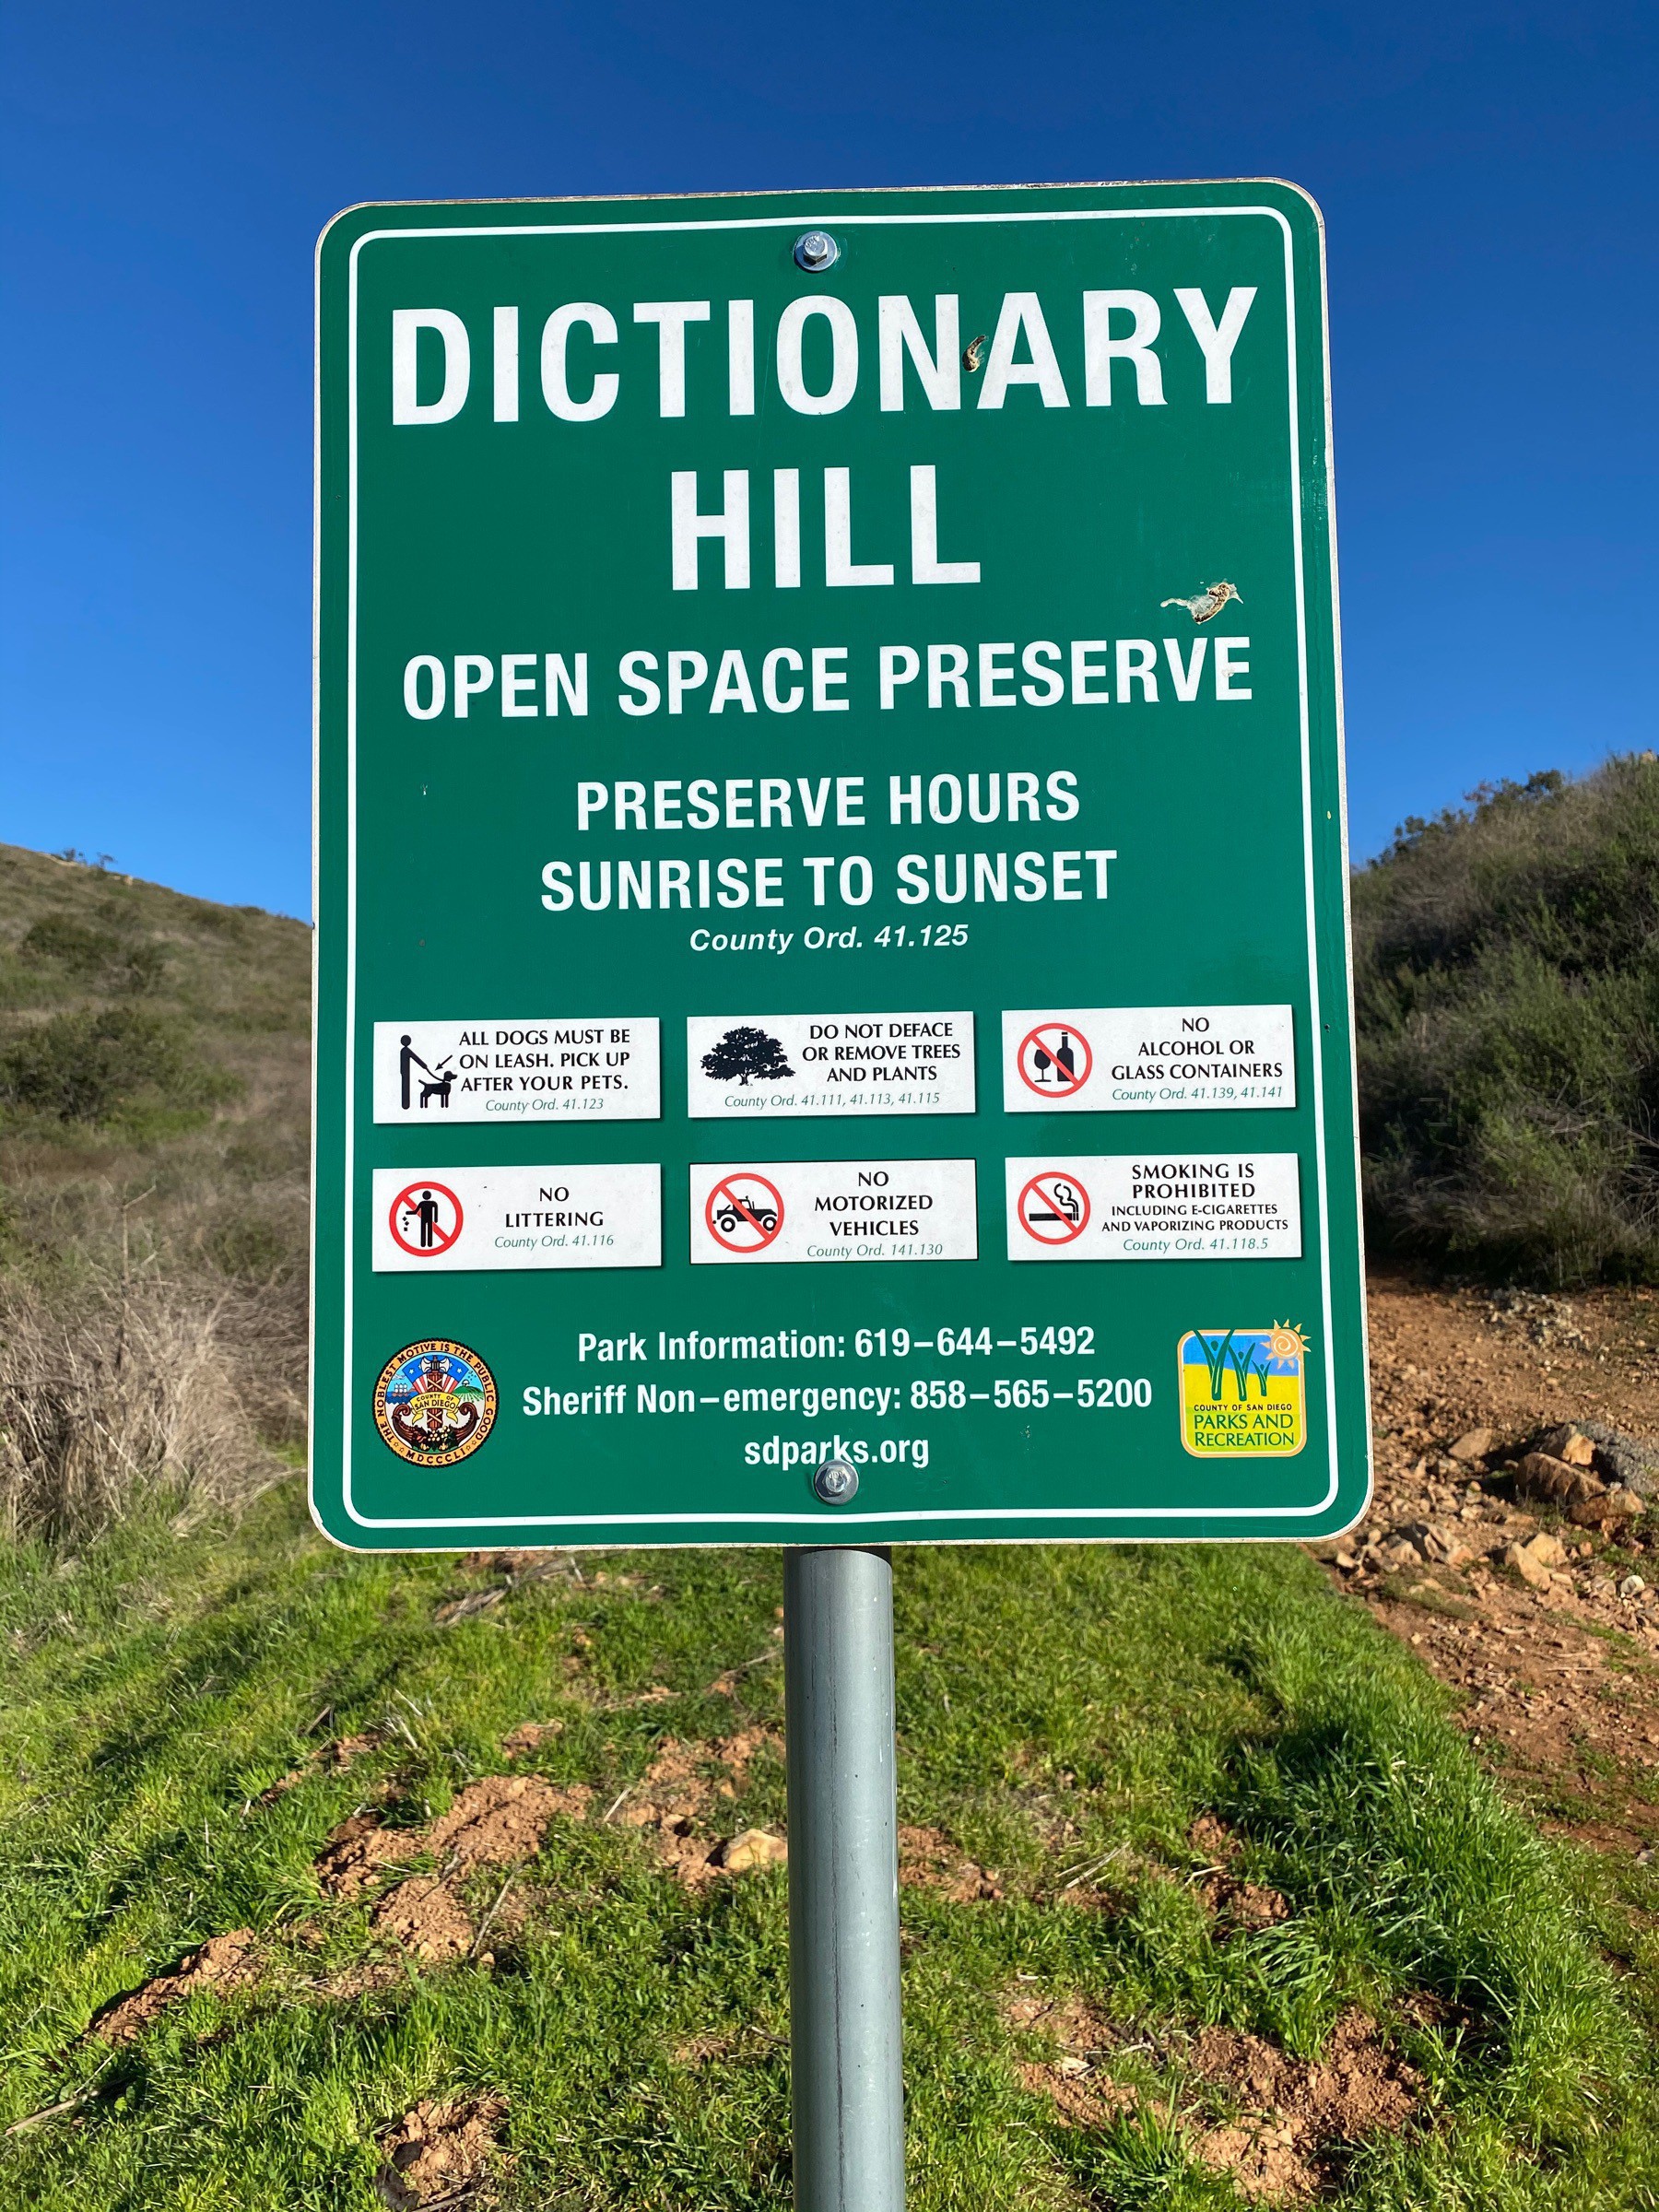 DICTIONARY
HILL
OPEN SPACE PRESERVE
PRESERVE HOURS
SUNRISE TO SUNSET
County Ord. 41.125
ALL DOGS MUST BE
ON LEASH. PICK UP
AFTER YOUR PETS.
County Ord. 41.123
DO NOT DEFACE
OR REMOVE TREES
AND PLANTS
County Ord. 41.111, 41.113, 41.115
NO
ALCOHOL OR
GLASS CONTAINERS
County Ord. 41.139, 41.141
NO
LITTERING
County Ord. 41.116
NO
MOTORIZED
VEHICLES
County Ord. 141.130
SMOKING IS
PROHIBITED
INCLUDING E-CIGARETTES
AND VAPORIZING PRODUCTS
County Ord. 41.118.5
THE NOBLEST MOTIVE IS THE PUBLIC GOOD
COUNTY OF
SAN DIEGO
MDCCCLII
Park Information: 619-644-5492
Sheriff Non-emergency: 858-565-5200
sdparks.org
COUNTY OF SAN DIEGO
PARKS AND
RECREATION